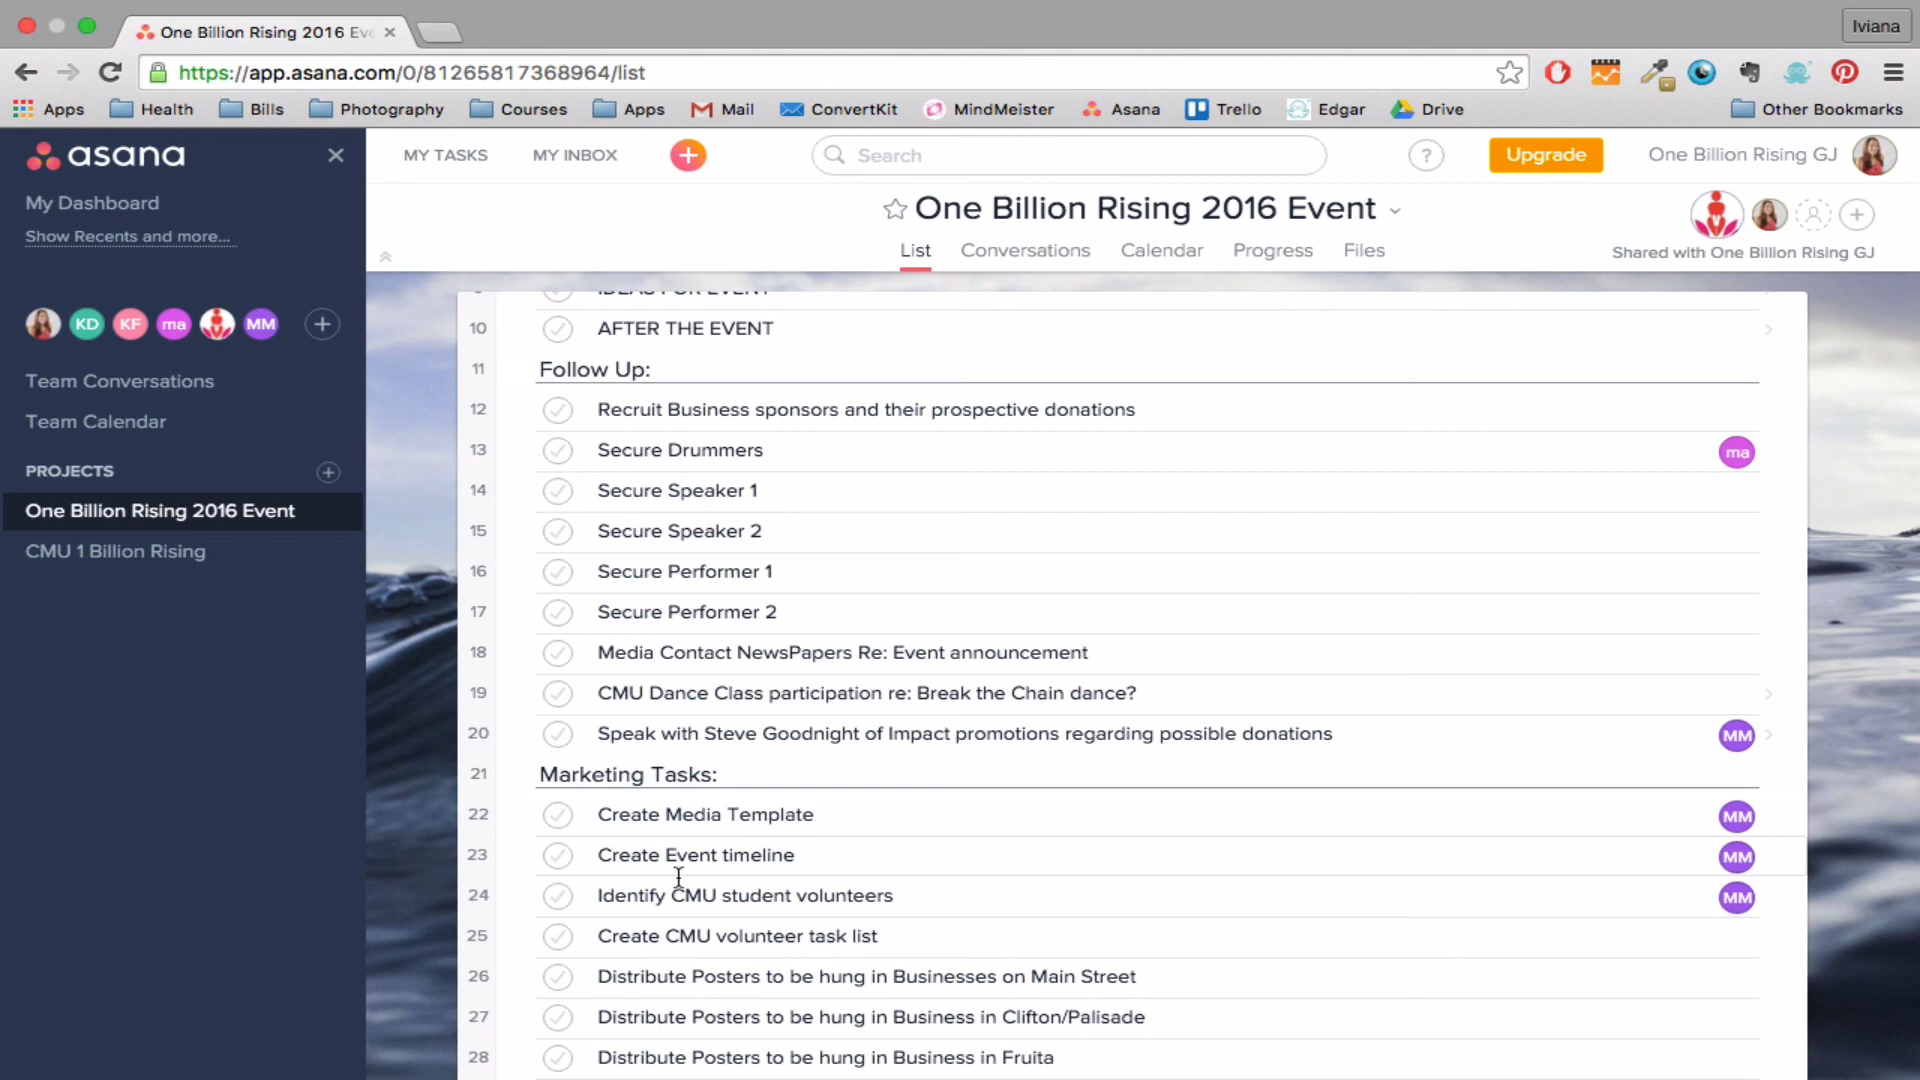 One Billion Rising 2016 Eve
Iviana
https://app.asana.com/0/81265817368964/list
Apps
Health
Bills
Photography
Courses
Apps
Mail
ConvertKit
MindMeister
Asana
Trello
Edgar
Drive
Other Bookmarks
asana
MY TASKS
MY INBOX
Search
?
Upgrade
One Billion Rising GJ
My Dashboard
Show Recents and more...
One Billion Rising 2016 Event
List
Conversations
Calendar
Progress
Files
Shared with One Billion Rising GJ
KD
KF
ma
MM
Team Conversations
Team Calendar
PROJECTS
One Billion Rising 2016 Event
CMU 1 Billion Rising
IDEAS FOR EVENT
10 AFTER THE EVENT
11 Follow Up:
12 Recruit Business sponsors and their prospective donations
13 Secure Drummers ma
14 Secure Speaker 1
15 Secure Speaker 2
16 Secure Performer 1
17 Secure Performer 2
18 Media Contact NewsPapers Re: Event announcement
19 CMU Dance Class participation re: Break the Chain dance?
20 Speak with Steve Goodnight of Impact promotions regarding possible donations MM
21 Marketing Tasks:
22 Create Media Template MM
23 Create Event timeline MM
24 Identify CMU student volunteers MM
25 Create CMU volunteer task list
26 Distribute Posters to be hung in Businesses on Main Street
27 Distribute Posters to be hung in Business in Clifton/Palisade
28 Distribute Posters to be hung in Business in Fruita